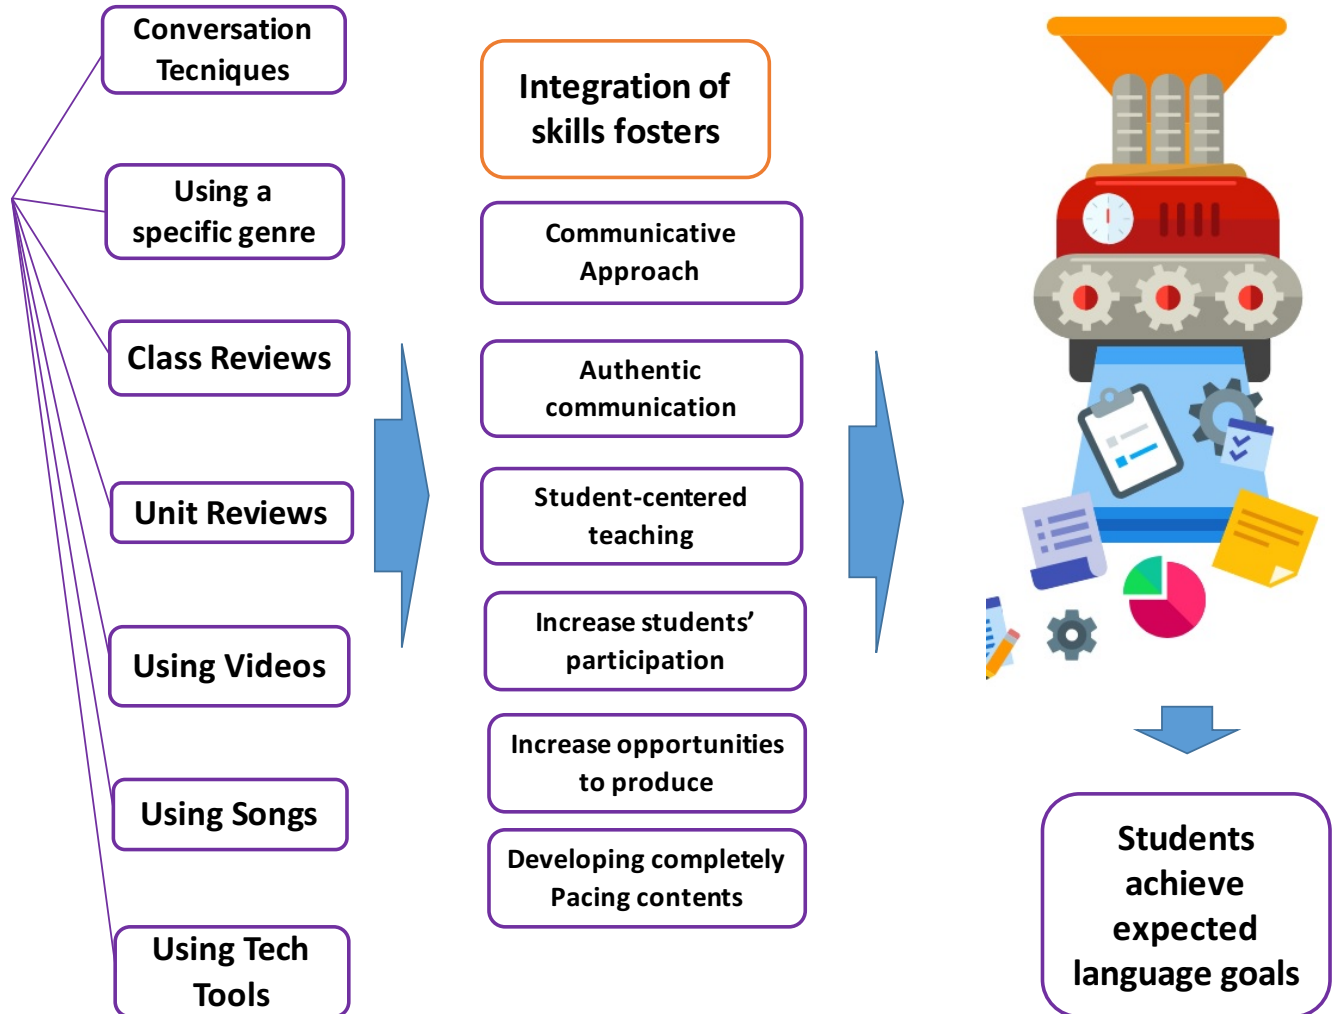 Conversation
Tecniques
Using a
specific genre
Class Reviews
Unit Reviews
Using Videos
Using Songs
Using Tech
Tools
Integration of
skills fosters
Communicative
Approach
Authentic
communication
Student-centered
teaching
Increase students’
participation
Increase opportunities
to produce
Developing completely
Pacing contents
Students
achieve
expected
language goals